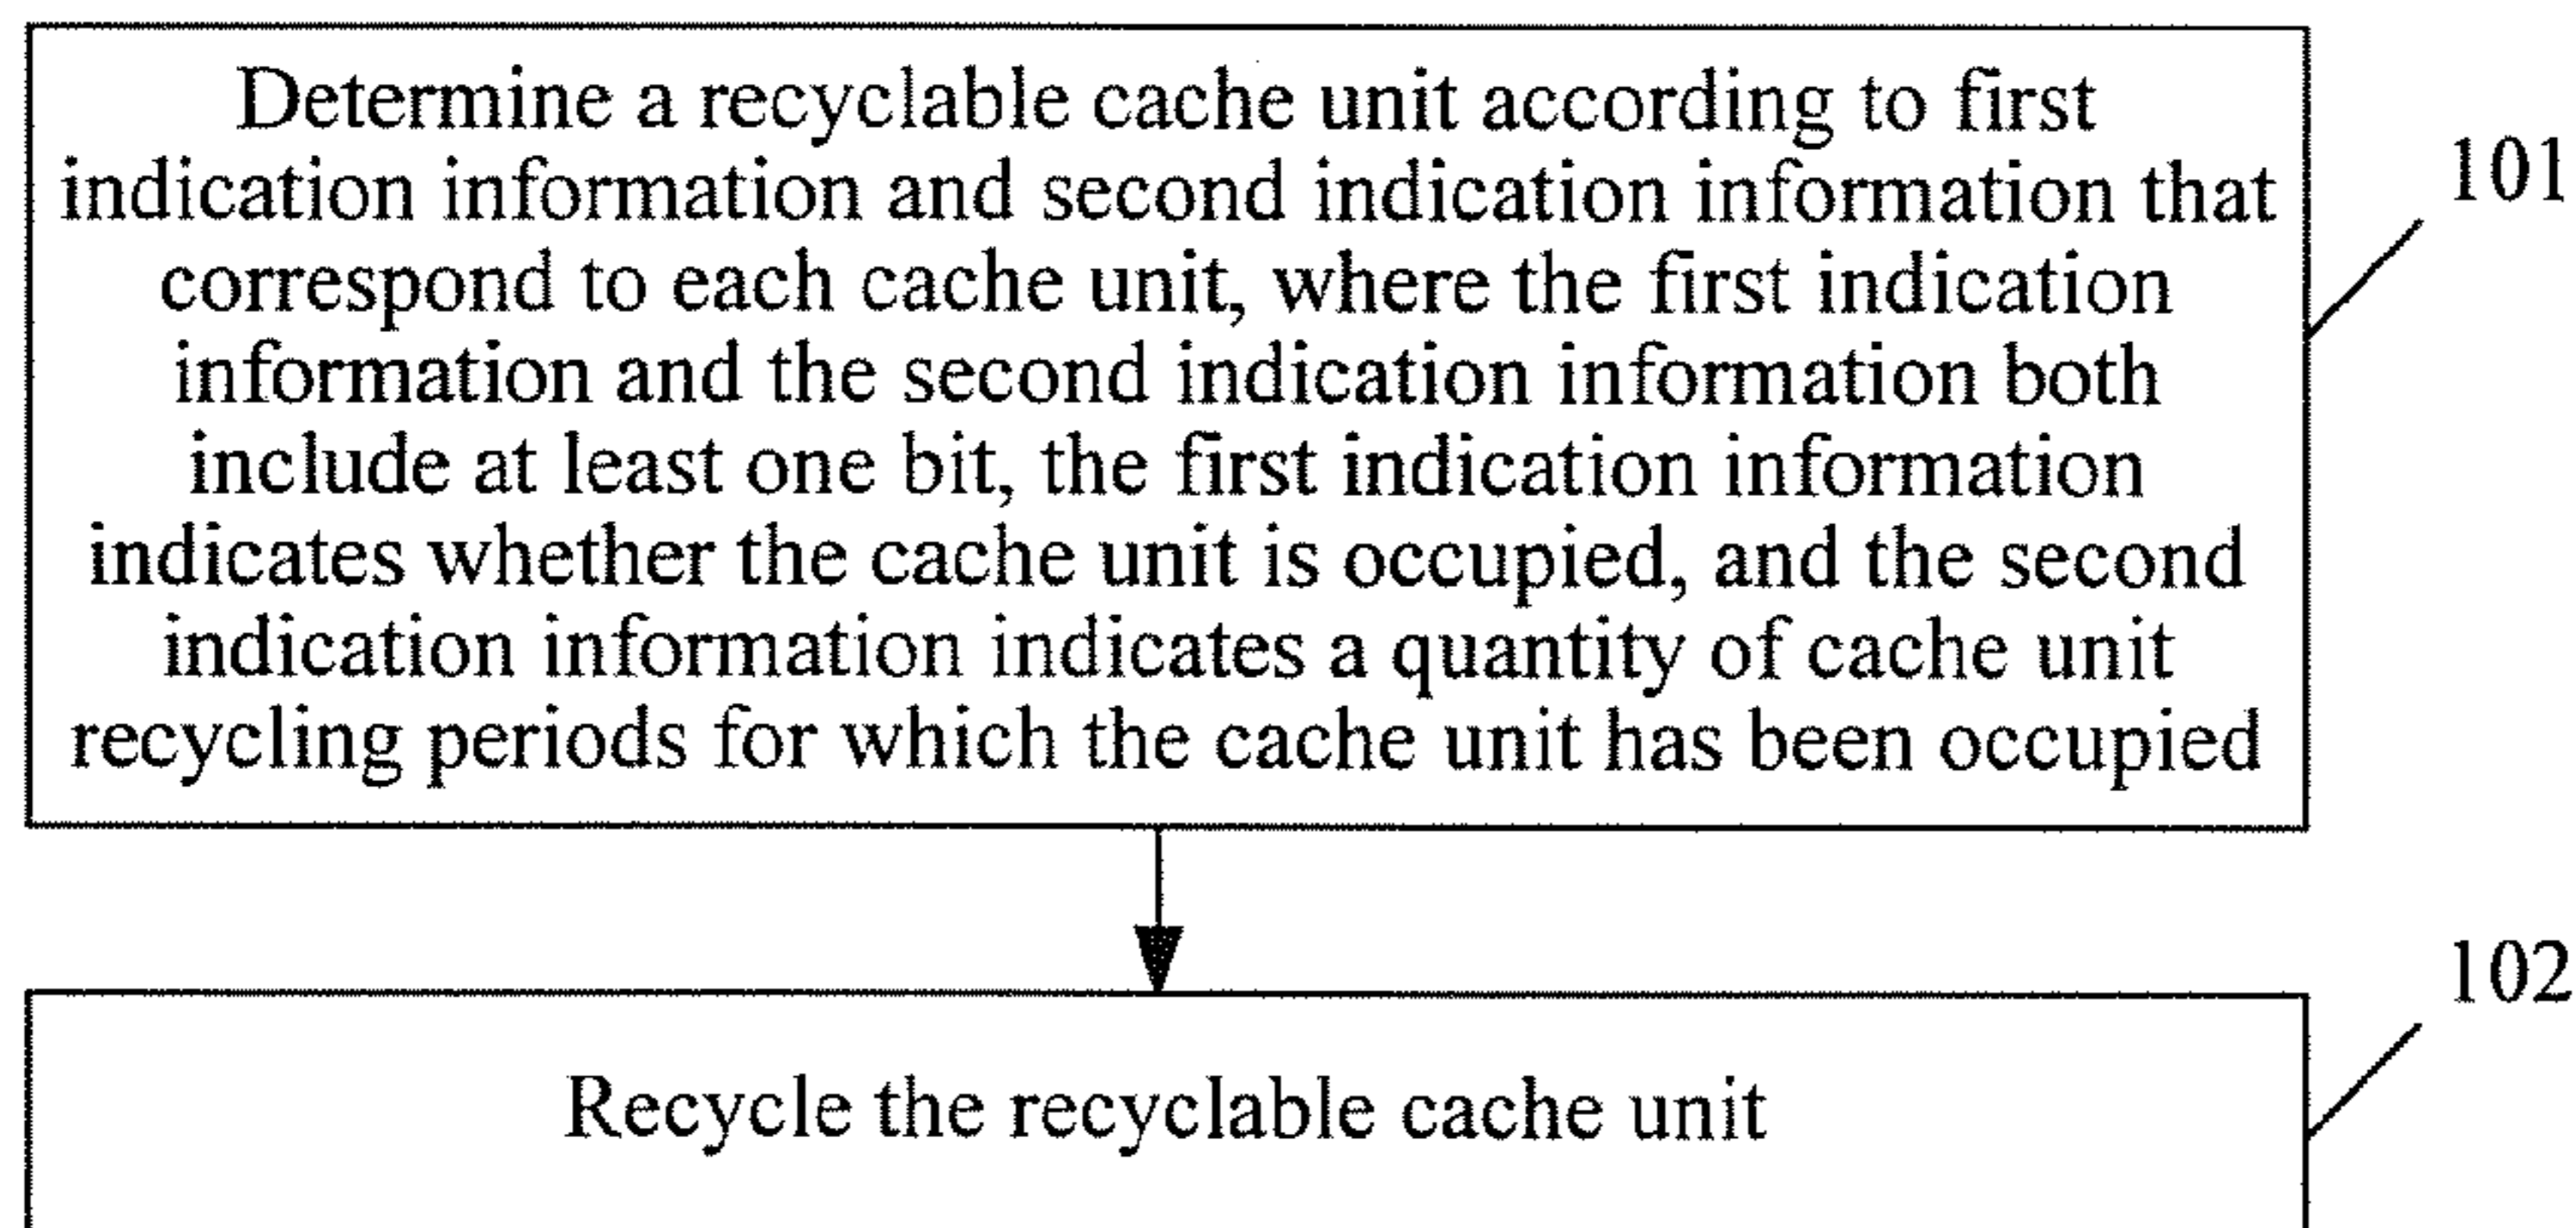 Determine a recyclable cache unit according to first
indication information and second indication information that
correspond to each cache unit, where the first indication
information and the second indication information both
include at least one bit, the first indication information
indicates whether the cache unit is occupied, and the second
indication information indicates a quantity of cache unit
recycling periods for which the cache unit has been occupied
101
Recycle the recyclable cache unit
102